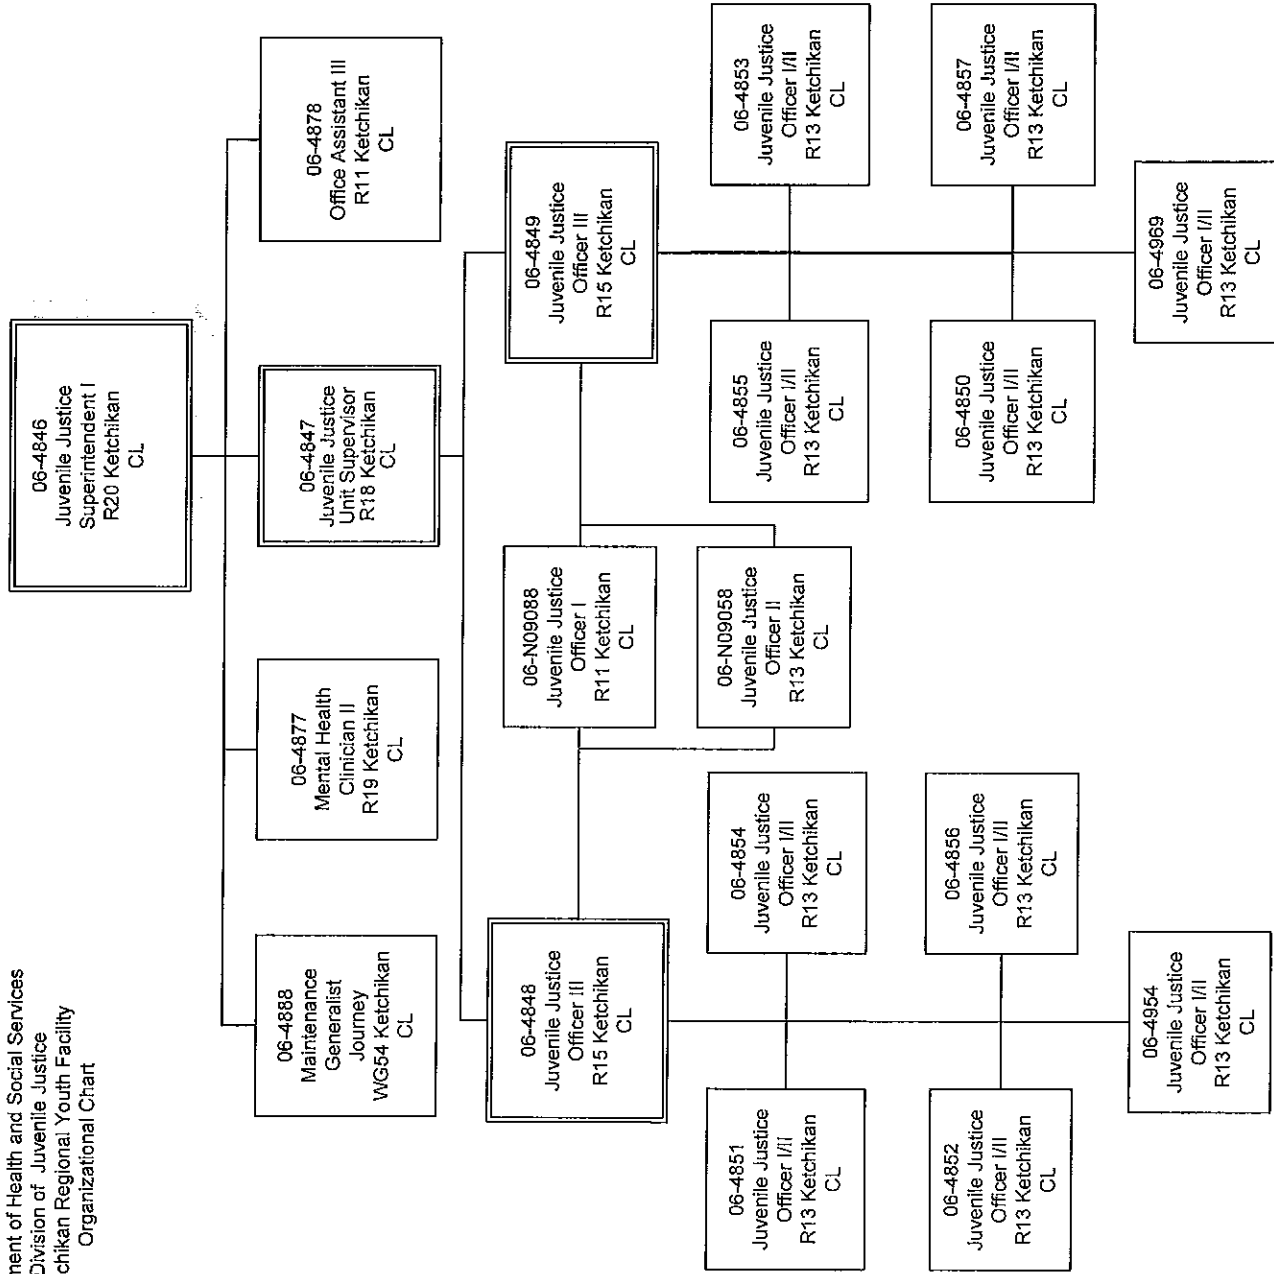 nent of Health and Social Services
Division of Juvenile Justice
chikan Regional Youth Facility
Organizational Chart
06-4846
Juvenile Justice
Superintendent I
R20 Ketchikan
CL
06-4888
Maintenance
Generalist
Journey
WG54 Ketchikan
CL
06-4877
Mental Health
Clinician II
R19 Ketchikan
CL
06-4847
Juvenile Justice
Unit Supervisor
R18 Ketchikan
CL
06-4878
Office Assistant III
R11 Ketchikan
CL
06-4848
Juvenile Justice
Officer III
R15 Ketchikan
CL
06-N09088
Juvenile Justice
Officer I
R11 Ketchikan
CL
06-4849
Juvenile Justice
Officer III
R15 Ketchikan
CL
06-N09058
Juvenile Justice
Officer II
R13 Ketchikan
CL
06-4851
Juvenile Justice
Officer I/II
R13 Ketchikan
CL
06-4854
Juvenile Justice
Officer I/II
R13 Ketchikan
CL
06-4855
Juvenile Justice
Officer I/II
R13 Ketchikan
CL
06-4853
Juvenile Justice
Officer I/II
R13 Ketchikan
CL
06-4852
Juvenile Justice
Officer I/II
R13 Ketchikan
CL
06-4856
Juvenile Justice
Officer I/II
R13 Ketchikan
CL
06-4850
Juvenile Justice
Officer I/II
R13 Ketchikan
CL
06-4857
Juvenile Justice
Officer I/II
R13 Ketchikan
CL
06-4954
Juvenile Justice
Officer I/II
R13 Ketchikan
CL
06-4969
Juvenile Justice
Officer I/II
R13 Ketchikan
CL